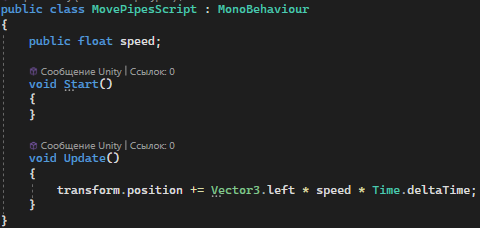 public class MovePipesScript : MonoBehaviour
{
public float speed;
Сообщение Unity | Ссылок: 0
void Start()
{
}
Сообщение Unity | Ссылок: 0
void Update()
{
transform.position += Vector3.left * speed * Time.deltaTime;
}
}